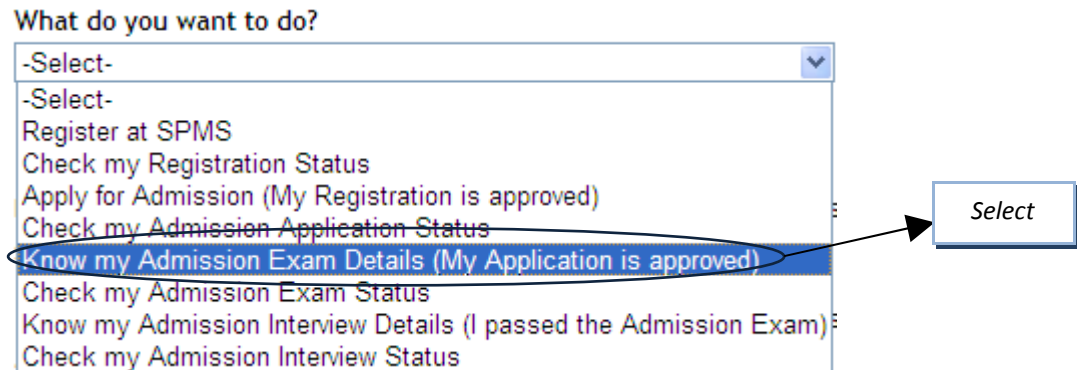 What do you want to do?
-Select-
-Select-
Register at SPMS
Check my Registration Status
Apply for Admission (My Registration is approved)
Check my Admission Application Status
Know my Admission Exam Details (My Application is approved)
Check my Admission Exam Status
Know my Admission Interview Details (I passed the Admission Exam)
Check my Admission Interview Status
Select